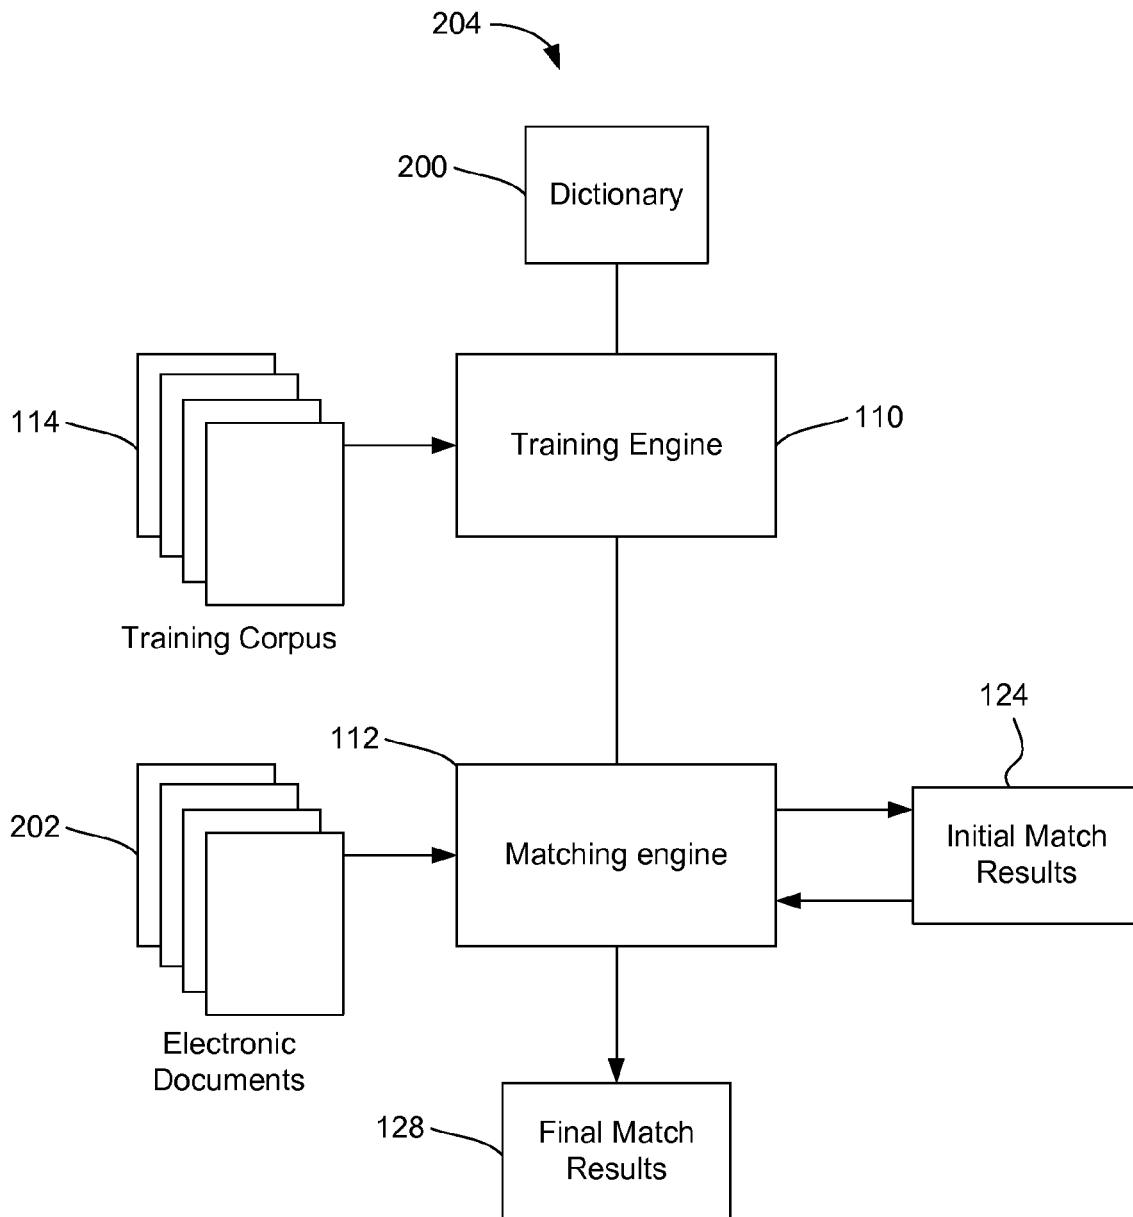 204
200
Dictionary
114
Training Engine
110
Training Corpus
124
112
202
Matching engine
Initial Match
Results
Electronic
Documents
128
Final Match
Results